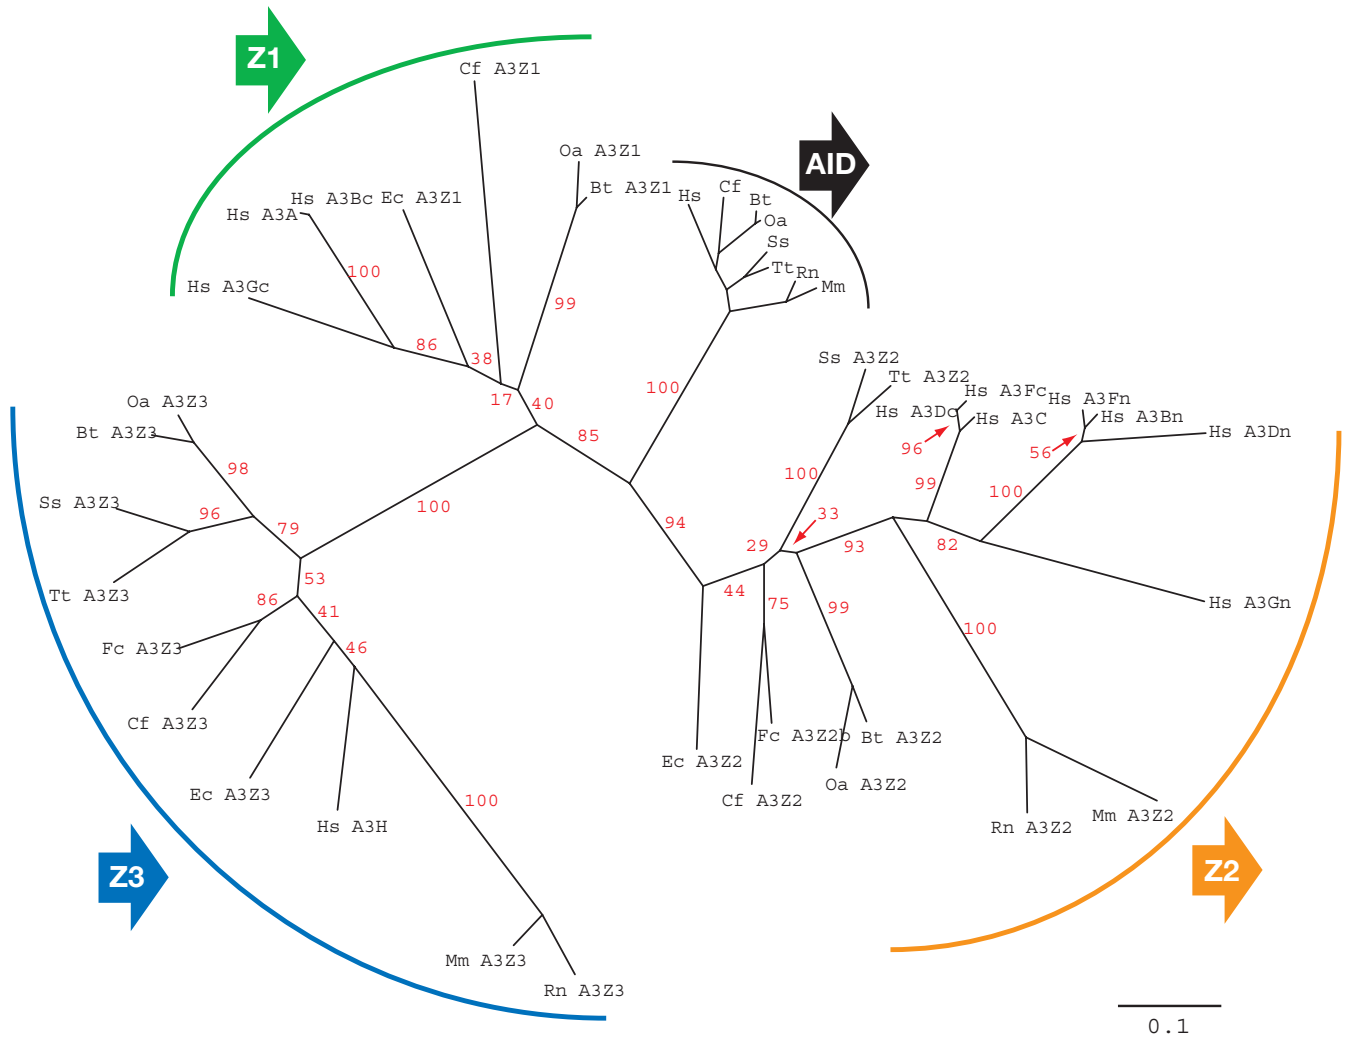 Z1
Cf A3Z1
Oa A3Z1
Bt A3Z1
Hs A3Bc
Ec A3Z1
Hs A3A
Hs A3Gc
100
86
38
99
17
40
AID
Hs
Cf
Bt
Oa
Ss
Tt
Rn
Mm
100
85
100
94
Ss A3Z2
Tt A3Z2
Hs A3Fc
Hs A3Dc
Hs A3C
Hs A3Fn
Hs A3Bn
Hs A3Dn
96
56
100
99
100
33
29
93
82
44
75
99
100
Hs A3Gn
Fc A3Z2b
Bt A3Z2
Ec A3Z2
Oa A3Z2
Cf A3Z2
Mm A3Z2
Rn A3Z2
Z2
Oa A3Z3
Bt A3Z3
98
Ss A3Z3
96
79
Tt A3Z3
53
86
41
Fc A3Z3
46
Cf A3Z3
Ec A3Z3
100
Hs A3H
Z3
Mm A3Z3
Rn A3Z3
0.1